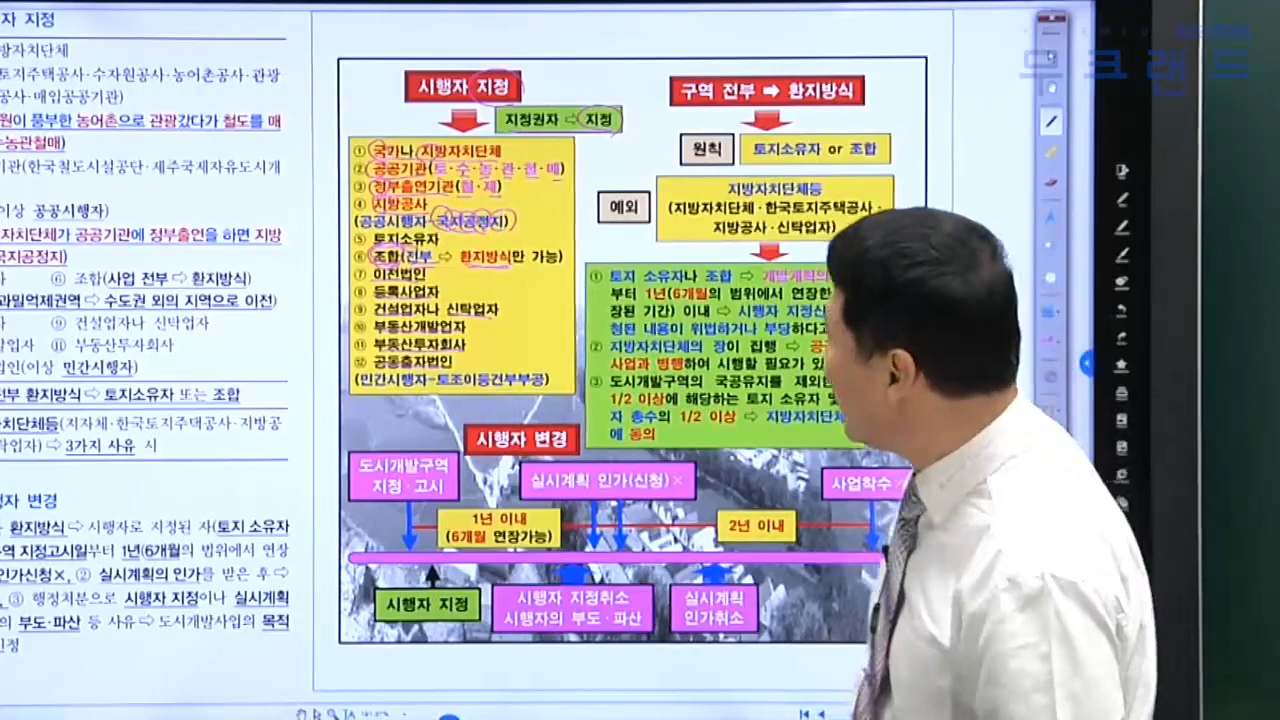 자 지정
방자치단체
토지주택공사·수자원공사·농어촌공사·관광
공사·매입공공기관)
원이 풍부한 농어촌으로 관광갔다가 철도를 매
수농관철매)
기관(한국철도시설공단·제주국제자유도시개
이상 공공시행자)
자치단체가 공공기관에 정부출연을 하면 지방
국지공정지)
⑥ 조합(사업 전부⇨환지방식)
과밀억제권역⇨수도권 외의 지역으로 이전)
⑨ 건설업자나 신탁업자
발업자 ⑪ 부동산투자회사
법인(이상 민간시행자)
전부 환지방식⇨토지소유자 또는 조합
치단체등(지자체·한국토지주택공사·지방공
탁업자)⇨3가지 사유 시
행자 변경
환지방식⇨시행자로 지정된 자(토지 소유자
역 지정고시일부터 1년(6개월의 범위에서 연장
인가신청×, ② 실시계획의 인가를 받은 후⇨
③ 행정처분으로 시행자 지정이나 실시계획
의 부도·파산 등 사유⇨도시개발사업의 목적
인정
시행자 지정
지정권자 ⇨ 지정
① 국가나 지방자치단체
② 공공기관(토·수·농·관·철·매)
③ 정부출연기관(철·제)
④ 지방공사
(공공시행자-국지공정지)
⑤ 토지소유자
⑥ 조합(전부 ⇨ 환지방식만 가능)
⑦ 이전법인
⑧ 등록사업자
⑨ 건설업자나 신탁업자
⑩ 부동산개발업자
⑪ 부동산투자회사
⑫ 공동출자법인
(민간시행자-토조이등건부부공)
구역 전부 ➡ 환지방식
원칙
토지소유자 or 조합
예외
지방자치단체등
(지방자치단체·한국토지주택공사·
지방공사·신탁업자)
① 토지 소유자나 조합 ⇨ 개발계획의
부터 1년(6개월의 범위에서 연장한
장된 기간) 이내 ⇨ 시행자 지정신
청된 내용이 위법하거나 부당하다고
② 지방자치단체의 장이 집행 ⇨ 공
사업과 병행하여 시행할 필요가 있
③ 도시개발구역의 국공유지를 제외한
1/2 이상에 해당하는 토지 소유자 및
자 총수의 1/2 이상 ⇨ 지방자치단체
에 동의
시행자 변경
도시개발구역
지정·고시
실시계획 인가(신청)×
사업착수
1년 이내
(6개월 연장가능)
2년 이내
시행자 지정
시행자 지정취소
시행자의 부도·파산
실시계획
인가취소
무크랜드